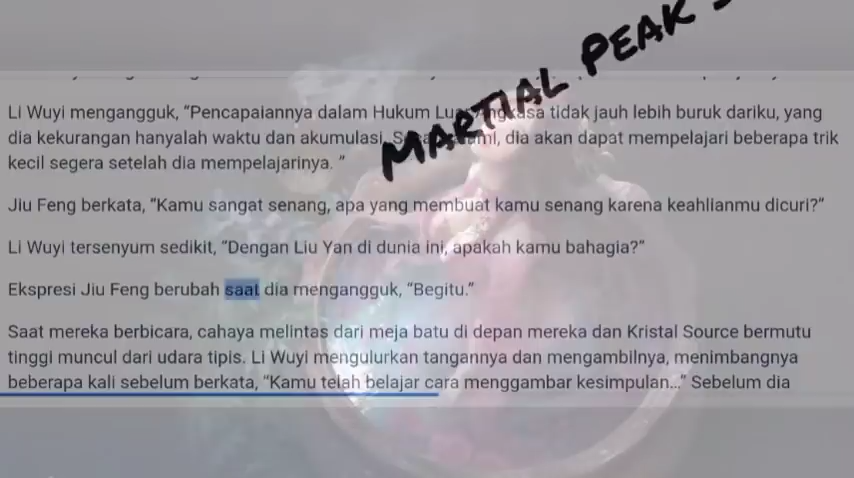 MARTIAL PEAK
Li Wuyi mengangguk, “Pencapaiannya dalam Hukum tidak jauh lebih buruk dariku, yang
dia kekurangan hanyalah waktu dan akumulasi. dia akan dapat mempelajari beberapa trik
kecil segera setelah dia mempelajarinya. ”
Jiu Feng berkata, “Kamu sangat senang, apa yang membuat kamu senang karena keahlianmu dicuri?”
Li Wuyi tersenyum sedikit, “Dengan Liu Yan di dunia ini, apakah kamu bahagia?”
Ekspresi Jiu Feng berubah saat dia mengangguk, “Begitu.”
Saat mereka berbicara, cahaya melintas dari meja batu di depan mereka dan Kristal Source bermutu
tinggi muncul dari udara tipis. Li Wuyi mengulurkan tangannya dan mengambilnya, menimbangnya
beberapa kali sebelum berkata, “Kamu telah belajar cara menggambar kesimpulan...” Sebelum dia